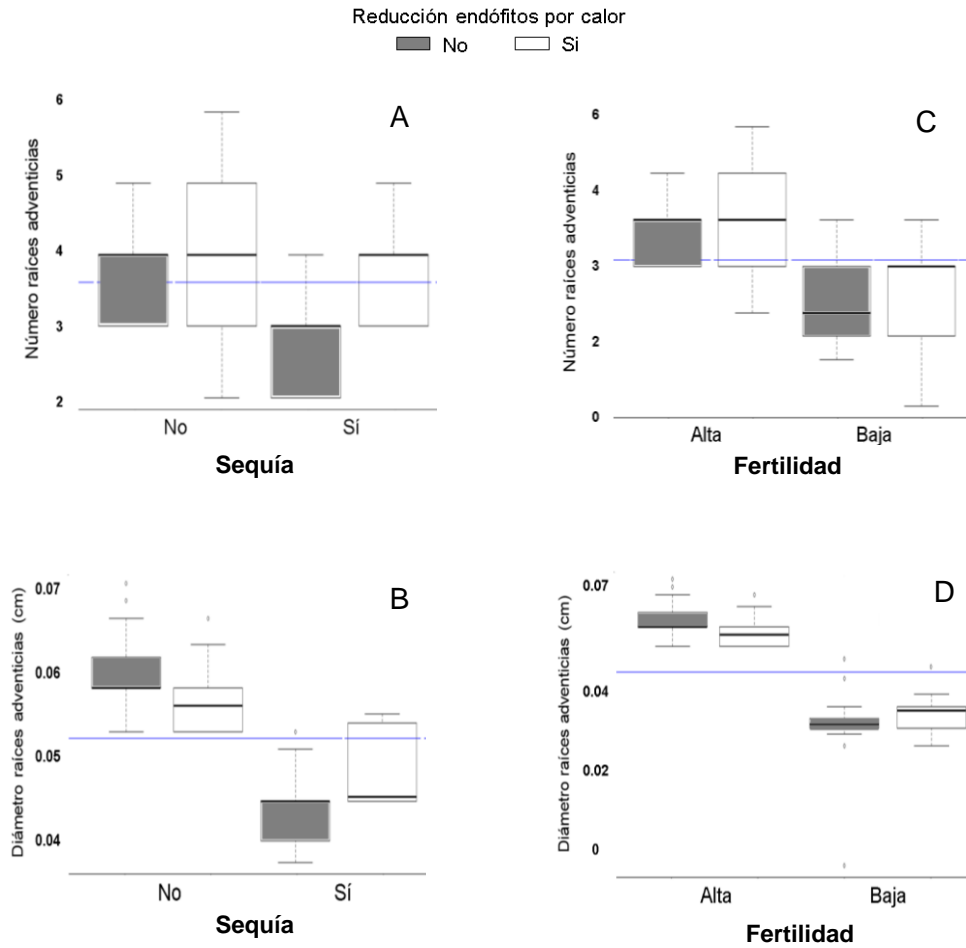 Reducción endófitos por calor
No Si
A
Número raíces adventicias
6
5
4
3
2
No Sí
Sequía
C
Número raíces adventicias
6
4
3
2
0
Alta Baja
Fertilidad
B
Diámetro raíces adventicias (cm)
0.07
0.06
0.05
0.04
No Sí
Sequía
D
Diámetro raíces adventicias (cm)
0.07
0.04
0.02
0
Alta Baja
Fertilidad